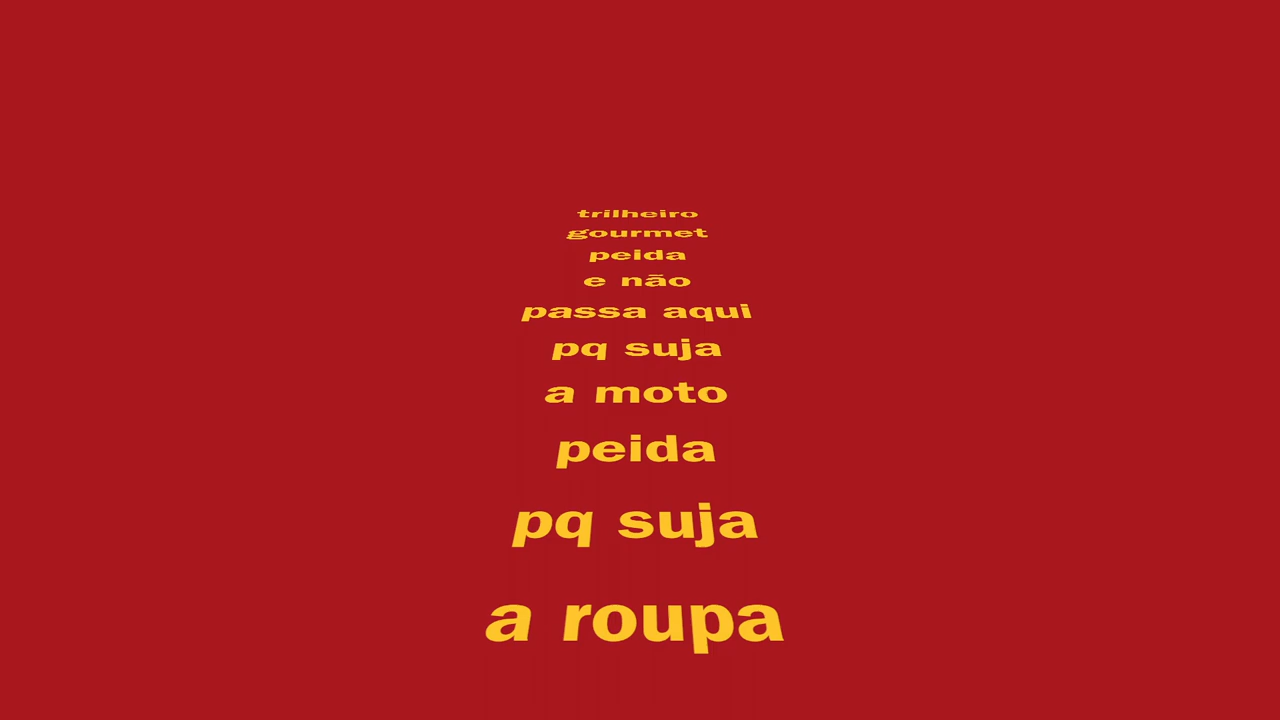 trilheiro
gourmet
peida
e não
passa aqui
pq suja
a moto
peida
pq suja
a roupa